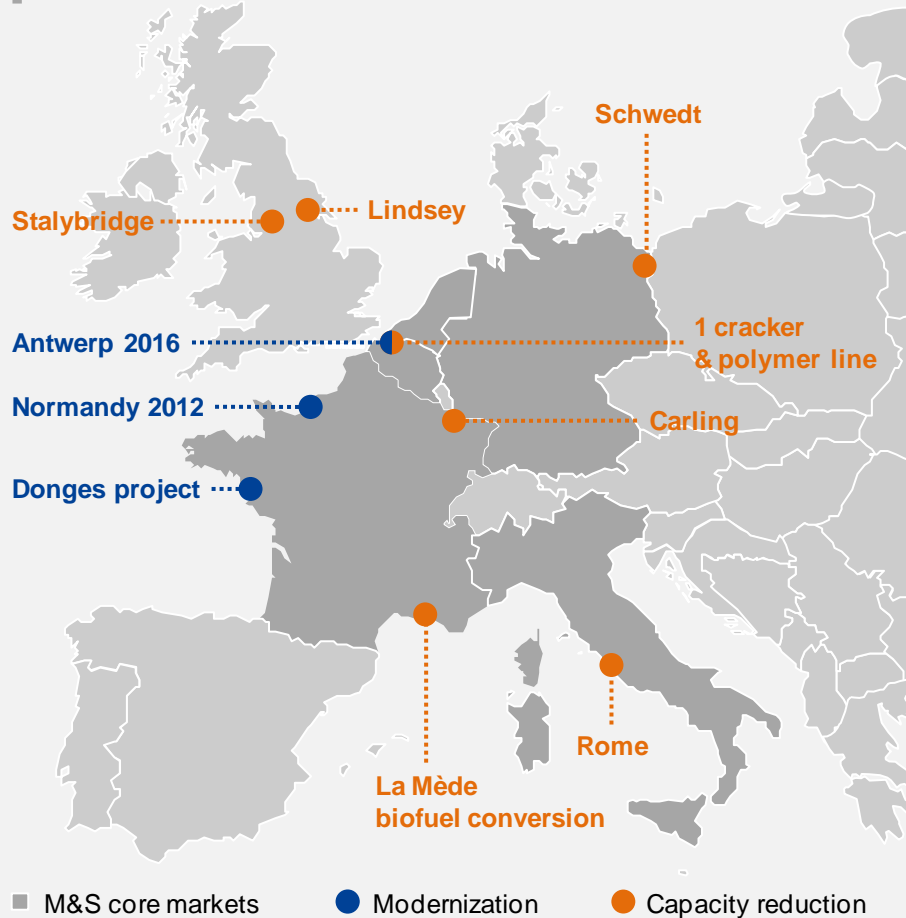 Schwedt
Stalybridge
Lindsey
Antwerp 2016
1 cracker
& polymer line
Normandy 2012
Carling
Donges project
Rome
La Mède
biofuel conversion
M&S core markets
Modernization
Capacity reduction